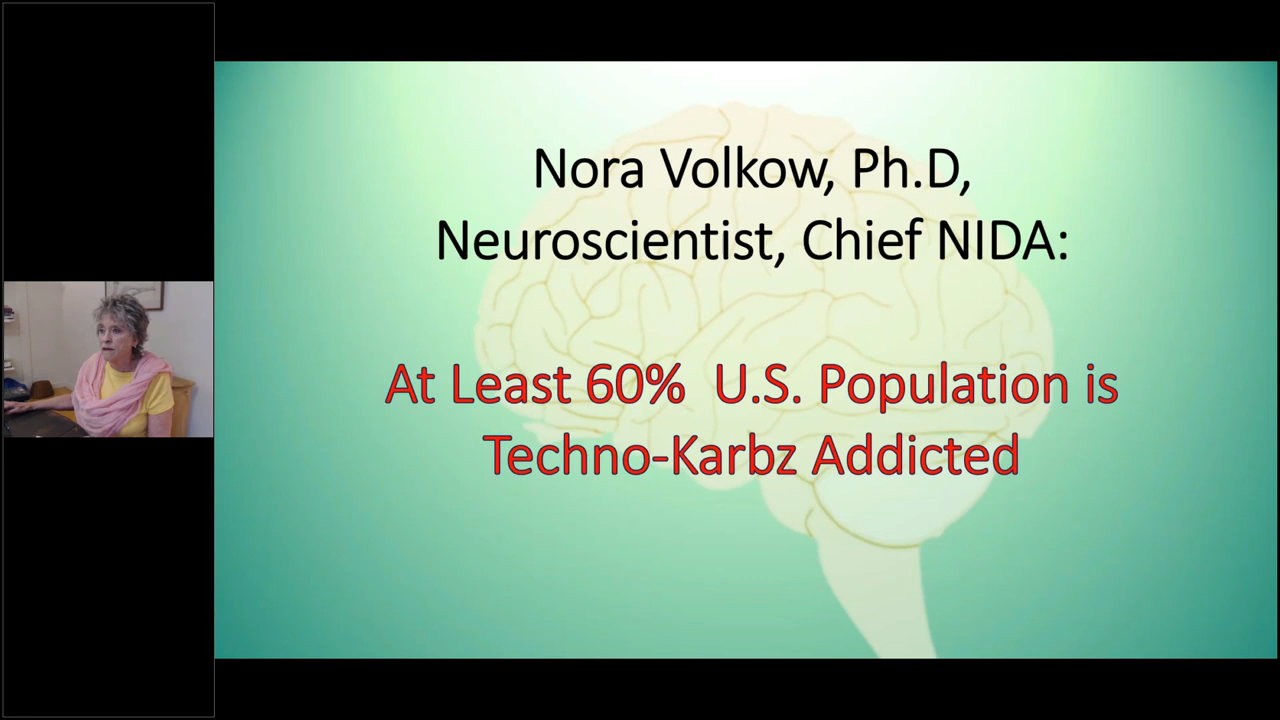 Nora Volkow, Ph.D,
Neuroscientist, Chief NIDA:
At Least 60% U.S. Population is
Techno-Karbz Addicted